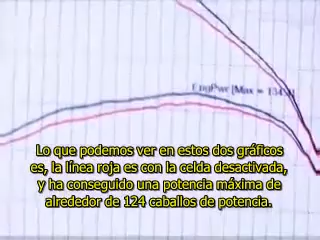 EngPwr [Max =
Lo que podemos ver en estos dos gráficos
es, la línea roja es con la celda desactivada,
y ha conseguido una potencia máxima de
alrededor de 124 caballos de potencia.